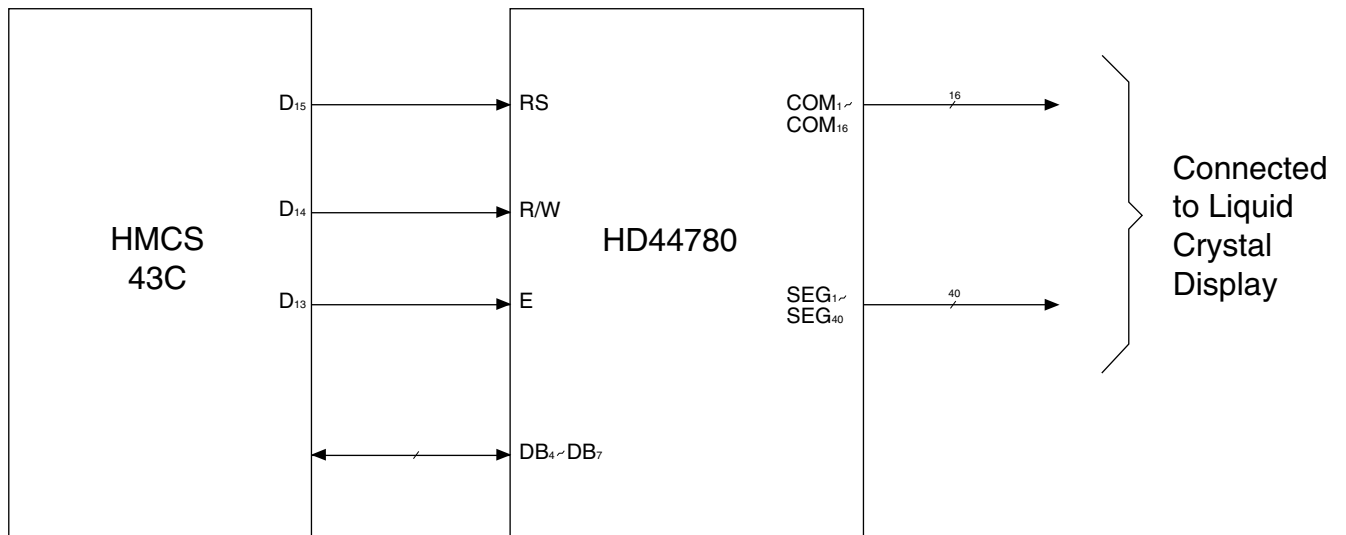 HMCS
43C
D₁₅
D₁₄
D₁₃
RS
R/W
E
DB₄~DB₇
HD44780
COM₁~
COM₁₆
SEG₁~
SEG₄₀
16
40
Connected
to Liquid
Crystal
Display